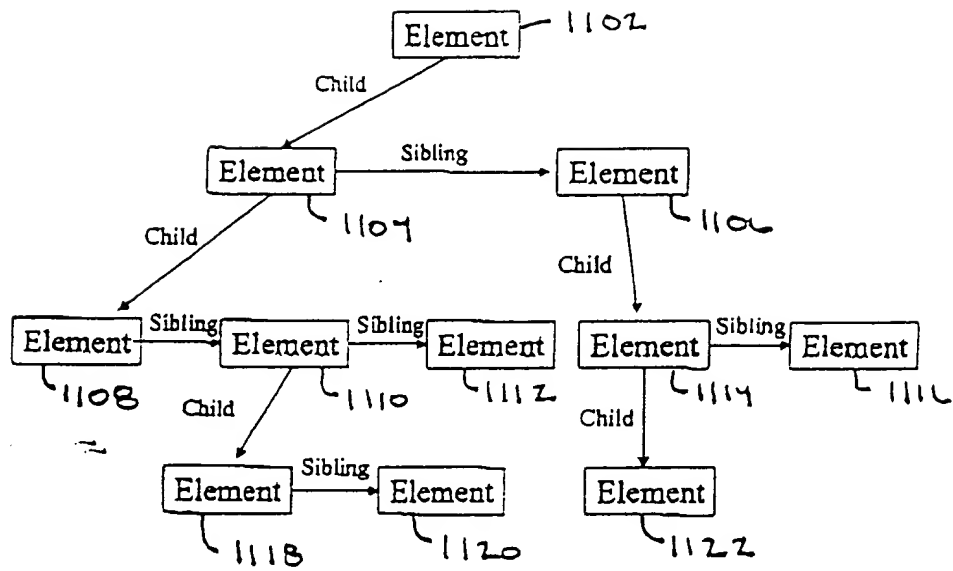 Element 1102
Child
Element Sibling Element
1104 1106
Child Child
Element Sibling Element Sibling Element Element Sibling Element
1108 1110 1112 1114 1116
Child Child
Element Sibling Element Element
1118 1120 1122